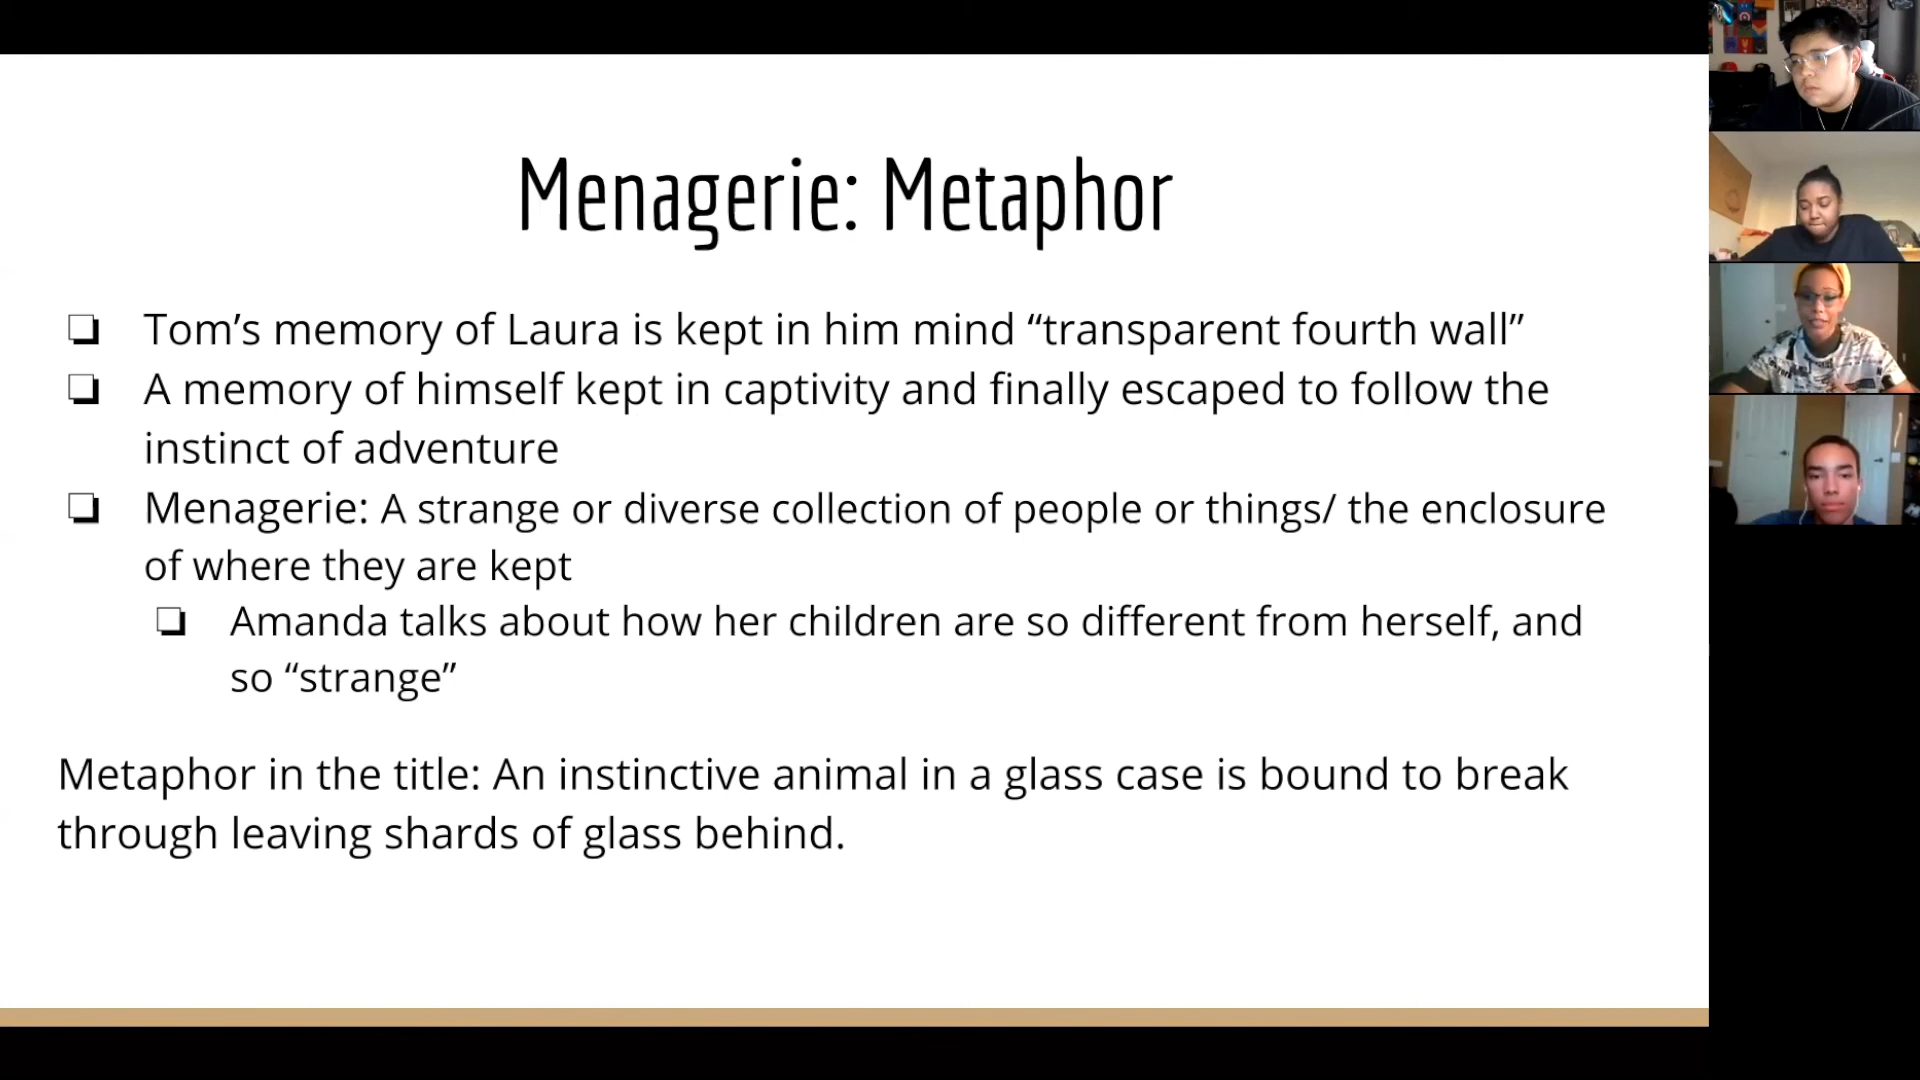 Menagerie: Metaphor
❏ Tom’s memory of Laura is kept in him mind “transparent fourth wall”
❏ A memory of himself kept in captivity and finally escaped to follow the
instinct of adventure
❏ Menagerie: A strange or diverse collection of people or things/ the enclosure
of where they are kept
❏ Amanda talks about how her children are so different from herself, and
so “strange”
Metaphor in the title: An instinctive animal in a glass case is bound to break
through leaving shards of glass behind.